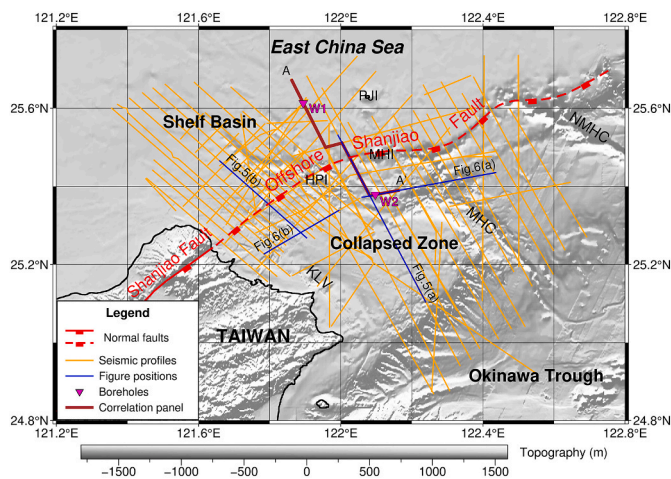 121.2°E 121.6°E 122°E 122.4°E 122.8°E
East China Sea
A
PJI
25.6°N 25.6°N
W1
Shelf Basin
Shanjiao
Fault
NMHC
MHI
Offshore
Fig.5(b)
HPI
A
Fig.6(a)
W2
MHC
Fig.6(b)
Collapsed Zone
Shanjiao Fault
25.2°N 25.2°N
KLV
Fig.5(a)
Legend
Normal faults
Seismic profiles
Figure positions
Boreholes
Correlation panel
TAIWAN
Okinawa Trough
24.8°N 24.8°N
121.2°E 121.6°E 122°E 122.4°E 122.8°E
Topography (m)
−1500 −1000 −500 0 500 1000 1500